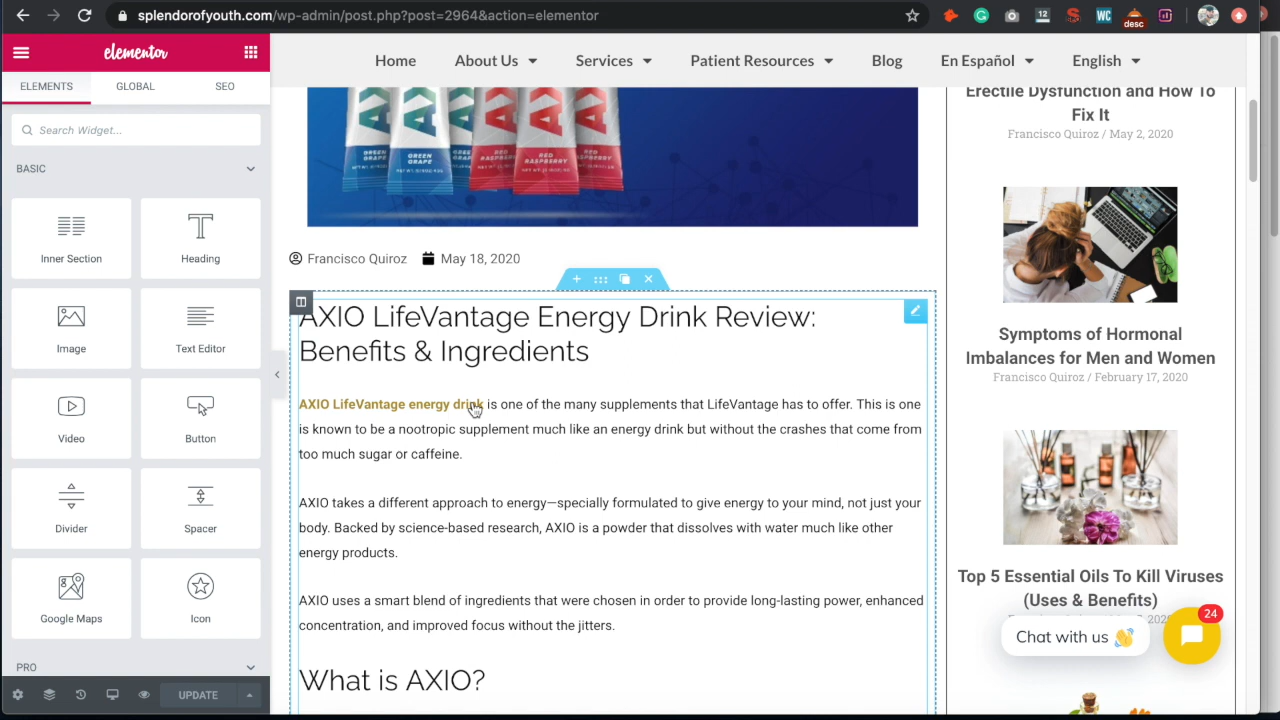 splendorofyouth.com/wp-admin/post.php?post=2964&action=elementor
12
WC
desc
elementor
ELEMENTS
GLOBAL
SEO
Search Widget...
BASIC
Inner Section
Heading
Image
Text Editor
Video
Button
Divider
Spacer
Google Maps
Icon
PRO
UPDATE
Home
About Us
Services
Patient Resources
Blog
En Español
English
GREEN GRAPE
RED RASPBERRY
Francisco Quiroz
May 18, 2020
AXIO LifeVantage Energy Drink Review:
Benefits & Ingredients
AXIO LifeVantage energy drink is one of the many supplements that LifeVantage has to offer. This is one
is known to be a nootropic supplement much like an energy drink but without the crashes that come from
too much sugar or caffeine.
AXIO takes a different approach to energy—specially formulated to give energy to your mind, not just your
body. Backed by science-based research, AXIO is a powder that dissolves with water much like other
energy products.
AXIO uses a smart blend of ingredients that were chosen in order to provide long-lasting power, enhanced
concentration, and improved focus without the jitters.
What is AXIO?
Erectile Dysfunction and How To
Fix It
Francisco Quiroz / May 2, 2020
Symptoms of Hormonal
Imbalances for Men and Women
Francisco Quiroz / February 17, 2020
Top 5 Essential Oils To Kill Viruses
(Uses & Benefits)
Chat with us 👋
24